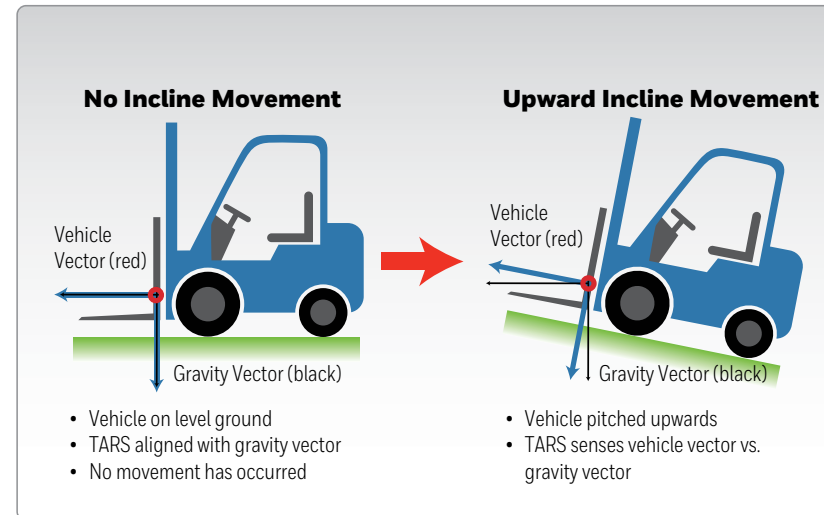 No Incline Movement
Vehicle
Vector (red)
Gravity Vector (black)
• Vehicle on level ground
• TARS aligned with gravity vector
• No movement has occurred
Upward Incline Movement
Vehicle
Vector (red)
Gravity Vector (black)
• Vehicle pitched upwards
• TARS senses vehicle vector vs.
gravity vector